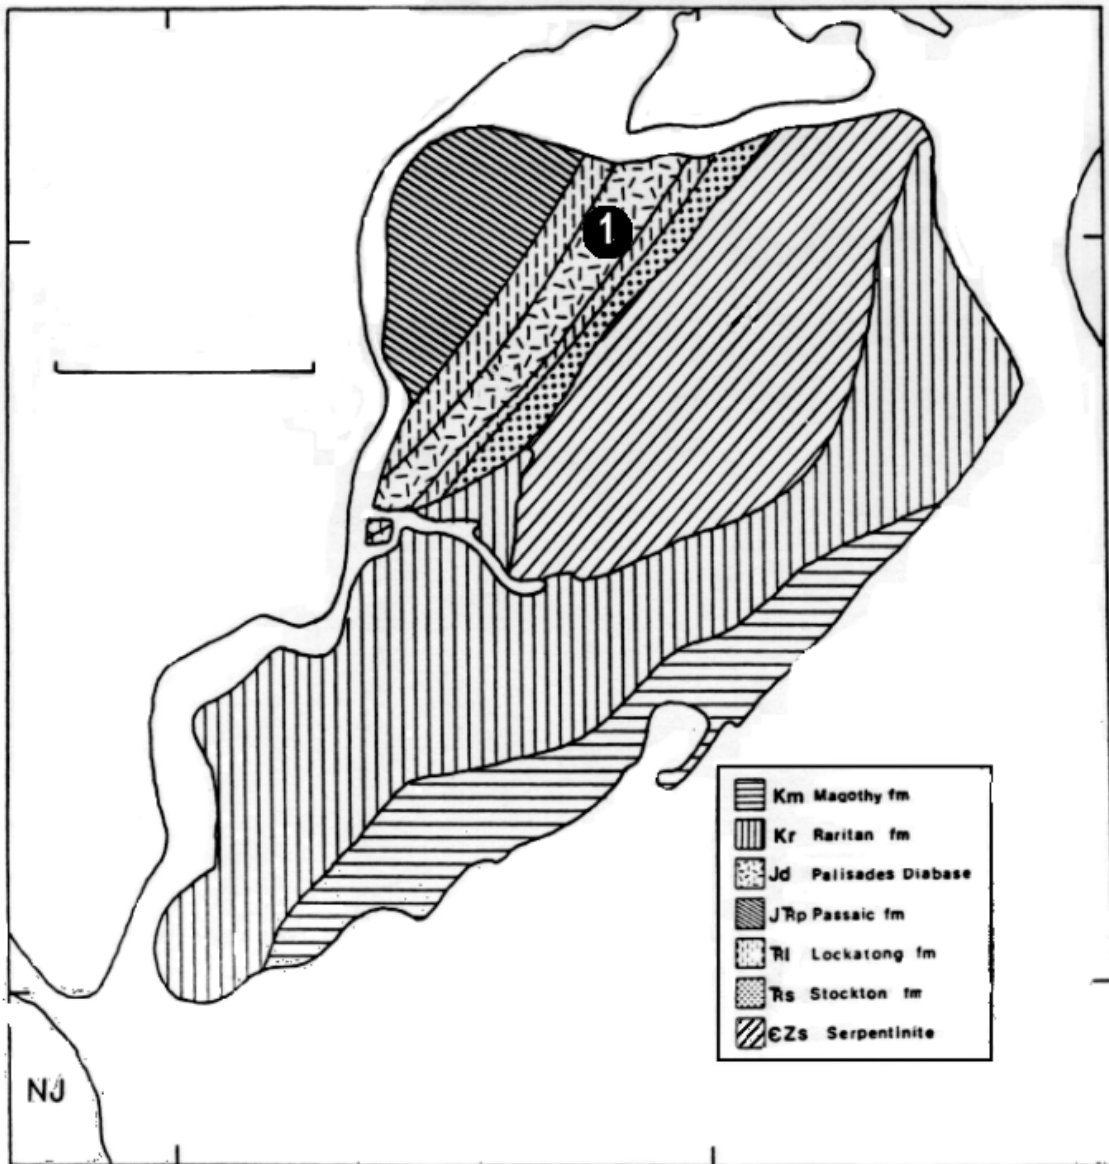 1
Km Magothy fm
Kr Raritan fm
Jd Palisades Diabase
JTRp Passaic fm
TRl Lockatong fm
TRs Stockton fm
ЄZs Serpentinite
NJ